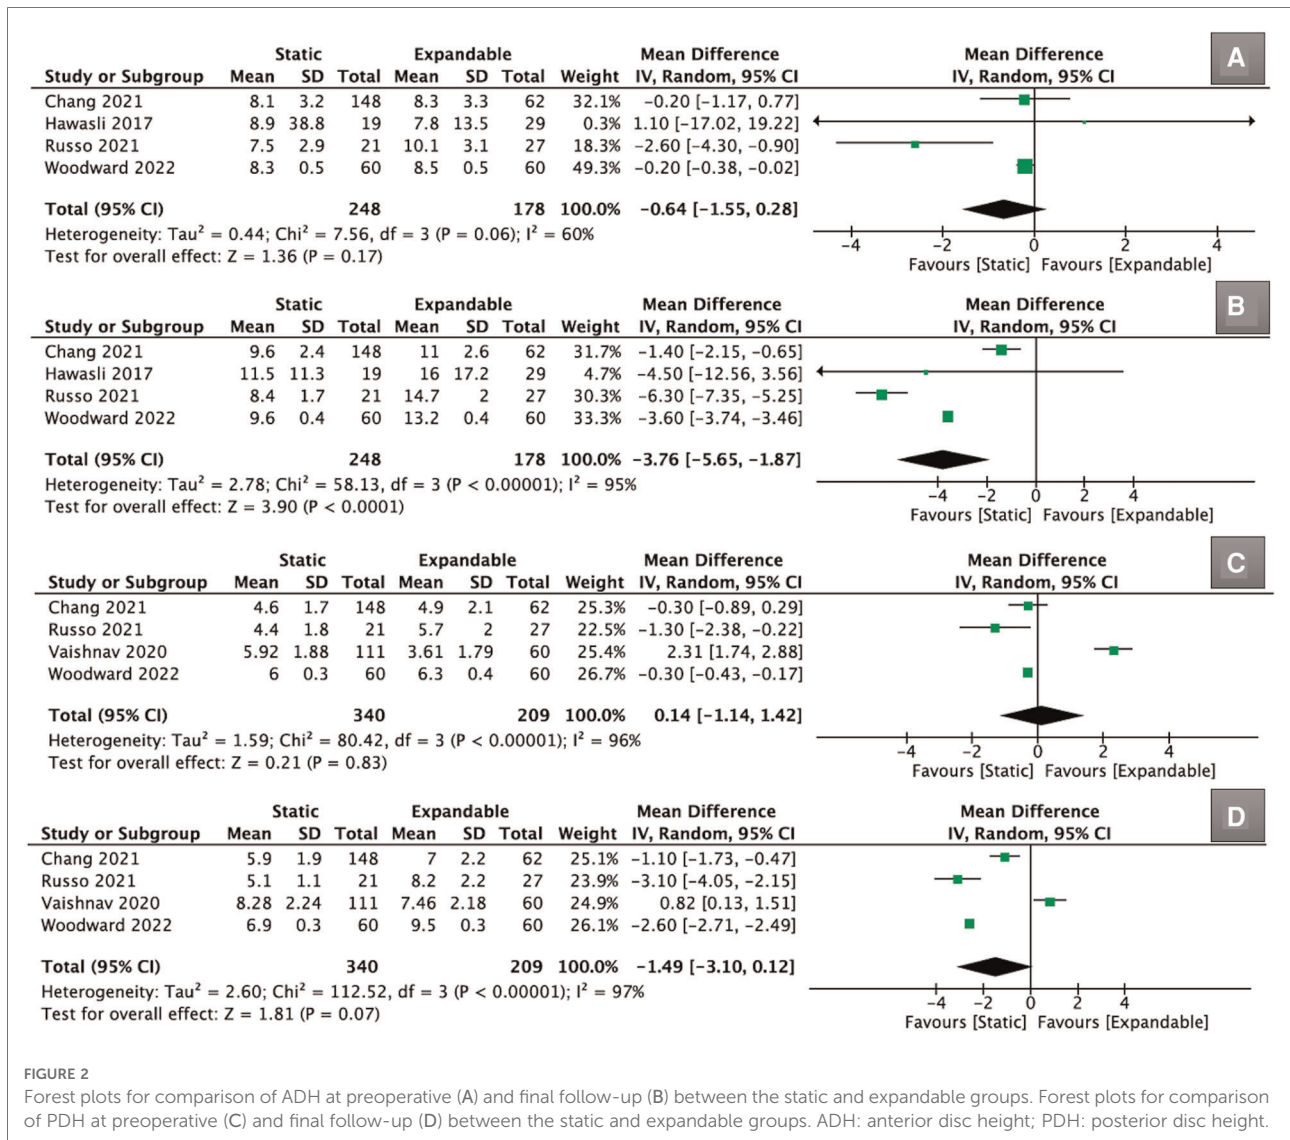 A
Static Expandable Mean Difference Mean Difference
Study or Subgroup Mean SD Total Mean SD Total Weight IV, Random, 95% CI IV, Random, 95% CI
Chang 2021 8.1 3.2 148 8.3 3.3 62 32.1% −0.20 [−1.17, 0.77]
Hawasli 2017 8.9 38.8 19 7.8 13.5 29 0.3% 1.10 [−17.02, 19.22]
Russo 2021 7.5 2.9 21 10.1 3.1 27 18.3% −2.60 [−4.30, −0.90]
Woodward 2022 8.3 0.5 60 8.5 0.5 60 49.3% −0.20 [−0.38, −0.02]
Total (95% CI) 248 178 100.0% −0.64 [−1.55, 0.28]
Heterogeneity: Tau² = 0.44; Chi² = 7.56, df = 3 (P = 0.06); I² = 60%
Test for overall effect: Z = 1.36 (P = 0.17)
−4 −2 0 2 4
Favours [Static] Favours [Expandable]
B
Static Expandable Mean Difference Mean Difference
Study or Subgroup Mean SD Total Mean SD Total Weight IV, Random, 95% CI IV, Random, 95% CI
Chang 2021 9.6 2.4 148 11 2.6 62 31.7% −1.40 [−2.15, −0.65]
Hawasli 2017 11.5 11.3 19 16 17.2 29 4.7% −4.50 [−12.56, 3.56]
Russo 2021 8.4 1.7 21 14.7 2 27 30.3% −6.30 [−7.35, −5.25]
Woodward 2022 9.6 0.4 60 13.2 0.4 60 33.3% −3.60 [−3.74, −3.46]
Total (95% CI) 248 178 100.0% −3.76 [−5.65, −1.87]
Heterogeneity: Tau² = 2.78; Chi² = 58.13, df = 3 (P < 0.00001); I² = 95%
Test for overall effect: Z = 3.90 (P < 0.0001)
−4 −2 0 2 4
Favours [Static] Favours [Expandable]
C
Static Expandable Mean Difference Mean Difference
Study or Subgroup Mean SD Total Mean SD Total Weight IV, Random, 95% CI IV, Random, 95% CI
Chang 2021 4.6 1.7 148 4.9 2.1 62 25.3% −0.30 [−0.89, 0.29]
Russo 2021 4.4 1.8 21 5.7 2 27 22.5% −1.30 [−2.38, −0.22]
Vaishnav 2020 5.92 1.88 111 3.61 1.79 60 25.4% 2.31 [1.74, 2.88]
Woodward 2022 6 0.3 60 6.3 0.4 60 26.7% −0.30 [−0.43, −0.17]
Total (95% CI) 340 209 100.0% 0.14 [−1.14, 1.42]
Heterogeneity: Tau² = 1.59; Chi² = 80.42, df = 3 (P < 0.00001); I² = 96%
Test for overall effect: Z = 0.21 (P = 0.83)
−4 −2 0 2 4
Favours [Static] Favours [Expandable]
D
Static Expandable Mean Difference Mean Difference
Study or Subgroup Mean SD Total Mean SD Total Weight IV, Random, 95% CI IV, Random, 95% CI
Chang 2021 5.9 1.9 148 7 2.2 62 25.1% −1.10 [−1.73, −0.47]
Russo 2021 5.1 1.1 21 8.2 2.2 27 23.9% −3.10 [−4.05, −2.15]
Vaishnav 2020 8.28 2.24 111 7.46 2.18 60 24.9% 0.82 [0.13, 1.51]
Woodward 2022 6.9 0.3 60 9.5 0.3 60 26.1% −2.60 [−2.71, −2.49]
Total (95% CI) 340 209 100.0% −1.49 [−3.10, 0.12]
Heterogeneity: Tau² = 2.60; Chi² = 112.52, df = 3 (P < 0.00001); I² = 97%
Test for overall effect: Z = 1.81 (P = 0.07)
−4 −2 0 2 4
Favours [Static] Favours [Expandable]
FIGURE 2
Forest plots for comparison of ADH at preoperative (A) and final follow-up (B) between the static and expandable groups. Forest plots for comparison
of PDH at preoperative (C) and final follow-up (D) between the static and expandable groups. ADH: anterior disc height; PDH: posterior disc height.